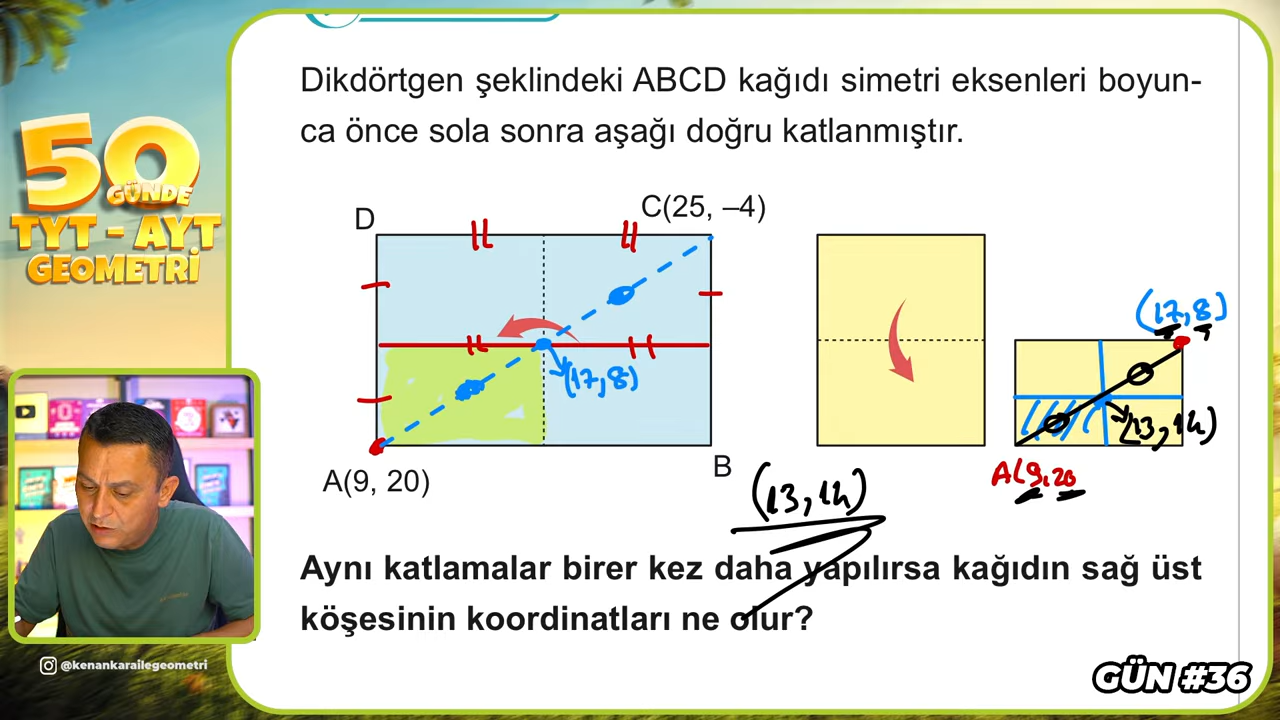 50
GÜNDE
TYT - AYT
GEOMETRİ
Dikdörtgen şeklindeki ABCD kağıdı simetri eksenleri boyun-
ca önce sola sonra aşağı doğru katlanmıştır.
D
C(25, –4)
(17,8)
A(9, 20)
B
(17,8)
(13,14)
A(9,20
(13,14)
Aynı katlamalar birer kez daha yapılırsa kağıdın sağ üst
köşesinin koordinatları ne olur?
@kenankarailegeometri
GÜN #36